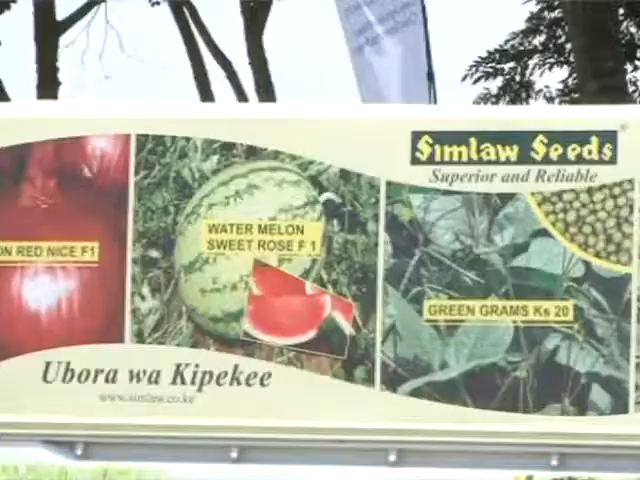 Simlaw Seeds
Superior and Reliable
ON RED NICE F1
WATER MELON
SWEET ROSE F 1
GREEN GRAMS Ks 20
Ubora wa Kipekee
www.simlaw.co.ke